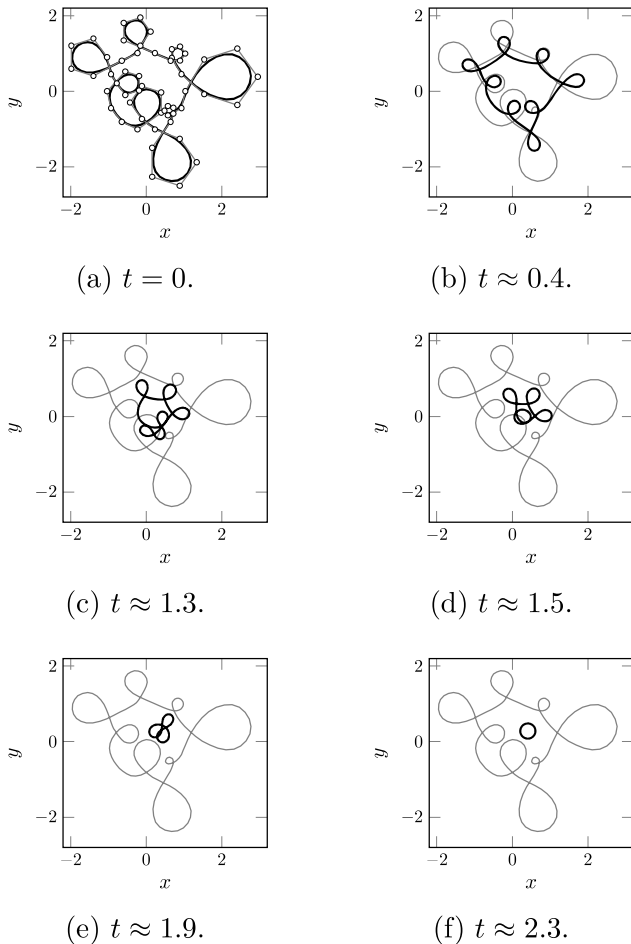 2
0
−2
−2 0 2
y
x
(a) t = 0.
2
0
−2
−2 0 2
y
x
(b) t ≈ 0.4.
2
0
−2
−2 0 2
y
x
(c) t ≈ 1.3.
2
0
−2
−2 0 2
y
x
(d) t ≈ 1.5.
2
0
−2
−2 0 2
y
x
(e) t ≈ 1.9.
2
0
−2
−2 0 2
y
x
(f) t ≈ 2.3.